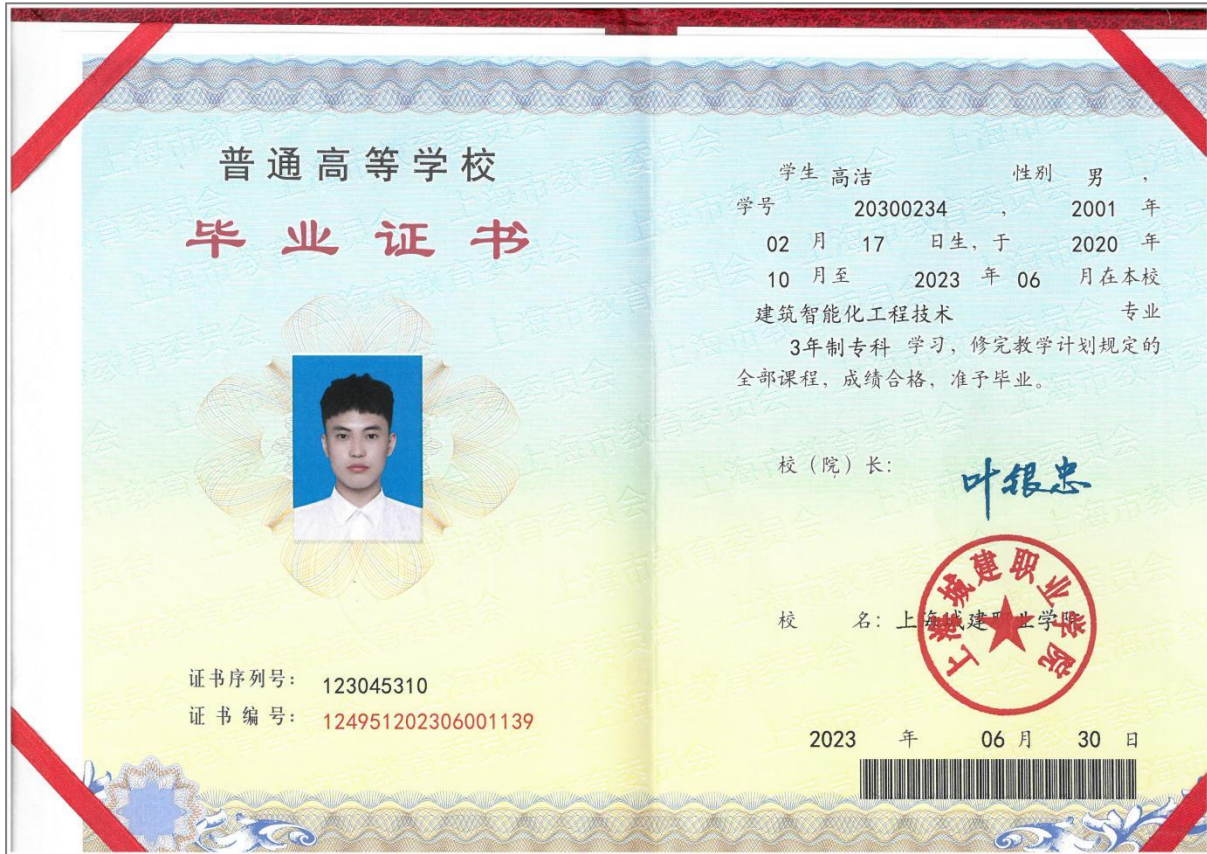 普通高等学校
毕业证书
证书序列号: 123045310
证书编号: 124951202306001139
学生 高洁 性别 男 ,
学号 20300234 , 2001 年
02 月 17 日生, 于 2020 年
10 月至 2023 年 06 月在本校
建筑智能化工程技术 专业
3年制专科 学习, 修完教学计划规定的
全部课程, 成绩合格, 准予毕业。
校（院）长: 叶银忠
校 名: 上海城建职业学院
上海城建职业学院
2023 年 06 月 30 日
上海市教育委员会